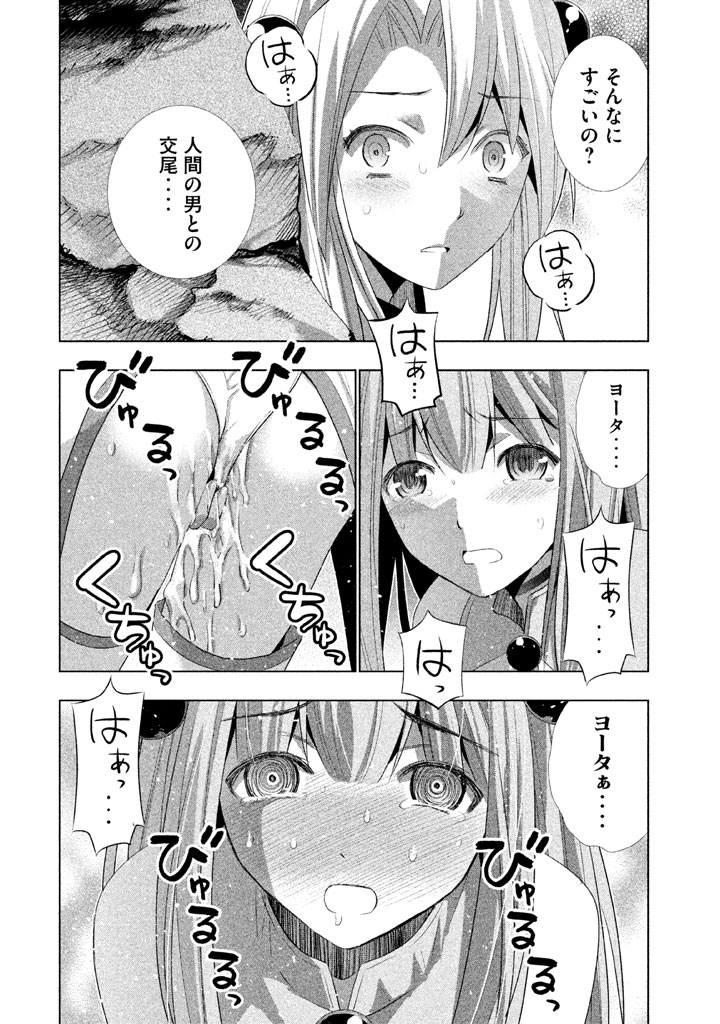 そんなに
すごいの？
はぁ…
人間の男との
交尾‥‥
はぁ…
はぁ…
ヨータ‥‥
はぁっ‥‥
びゅるるっ
びゅるるっ
くちゅっ
くちゅっ
はっ
ヨータぁ‥‥
はぁっ‥‥
びゅるるるっ
びゅるるるっ